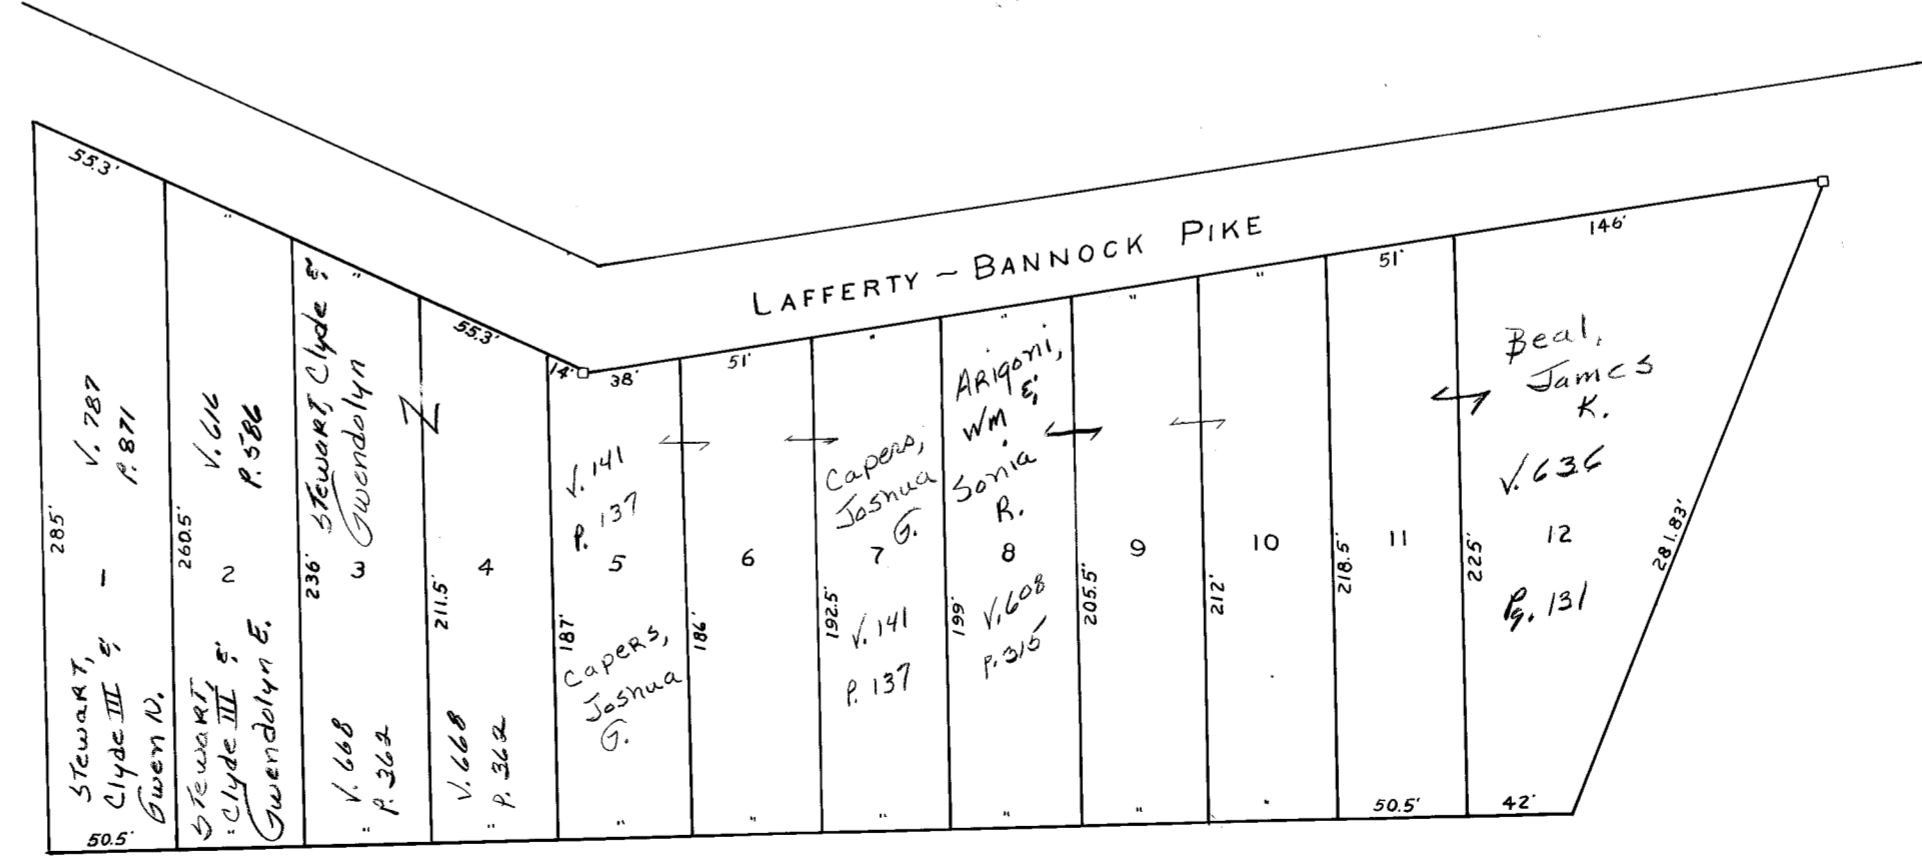 LAFFERTY ~ BANNOCK PIKE
55.3'
"
"
55.3'
14'
38'
51'
"
"
"
"
51'
146'
285'
V. 787
P. 871
1
Stewart,
Clyde III &
Gwen N.
50.5'
260.5'
V. 616
P. 586
2
Stewart,
Clyde III, &
Gwendolyn E.
"
236'
Stewart, Clyde &
Gwendolyn
3
V. 668
P. 362
"
211.5'
4
V. 668
P. 362
"
187'
V. 141
P. 137
5
Capers,
Joshua
G.
"
186'
6
"
192.5'
Capers,
Joshua
G.
7
V. 141
P. 137
"
199'
Arigoni,
Wm &
Sonia
R.
8
V. 608
P. 315
"
205.5'
9
"
212'
10
"
218.5'
11
50.5'
225'
Beal,
James
K.
V. 636
12
Pg. 131
42'
281.83'